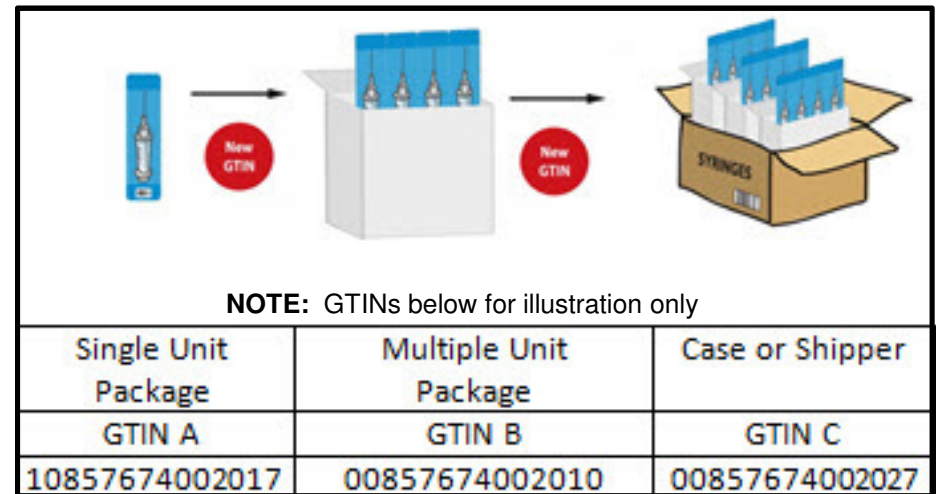 New
GTIN
New
GTIN
SYRINGES
NOTE: GTINs below for illustration only
Single Unit
Package
Multiple Unit
Package
Case or Shipper
GTIN A
GTIN B
GTIN C
10857674002017
00857674002010
00857674002027